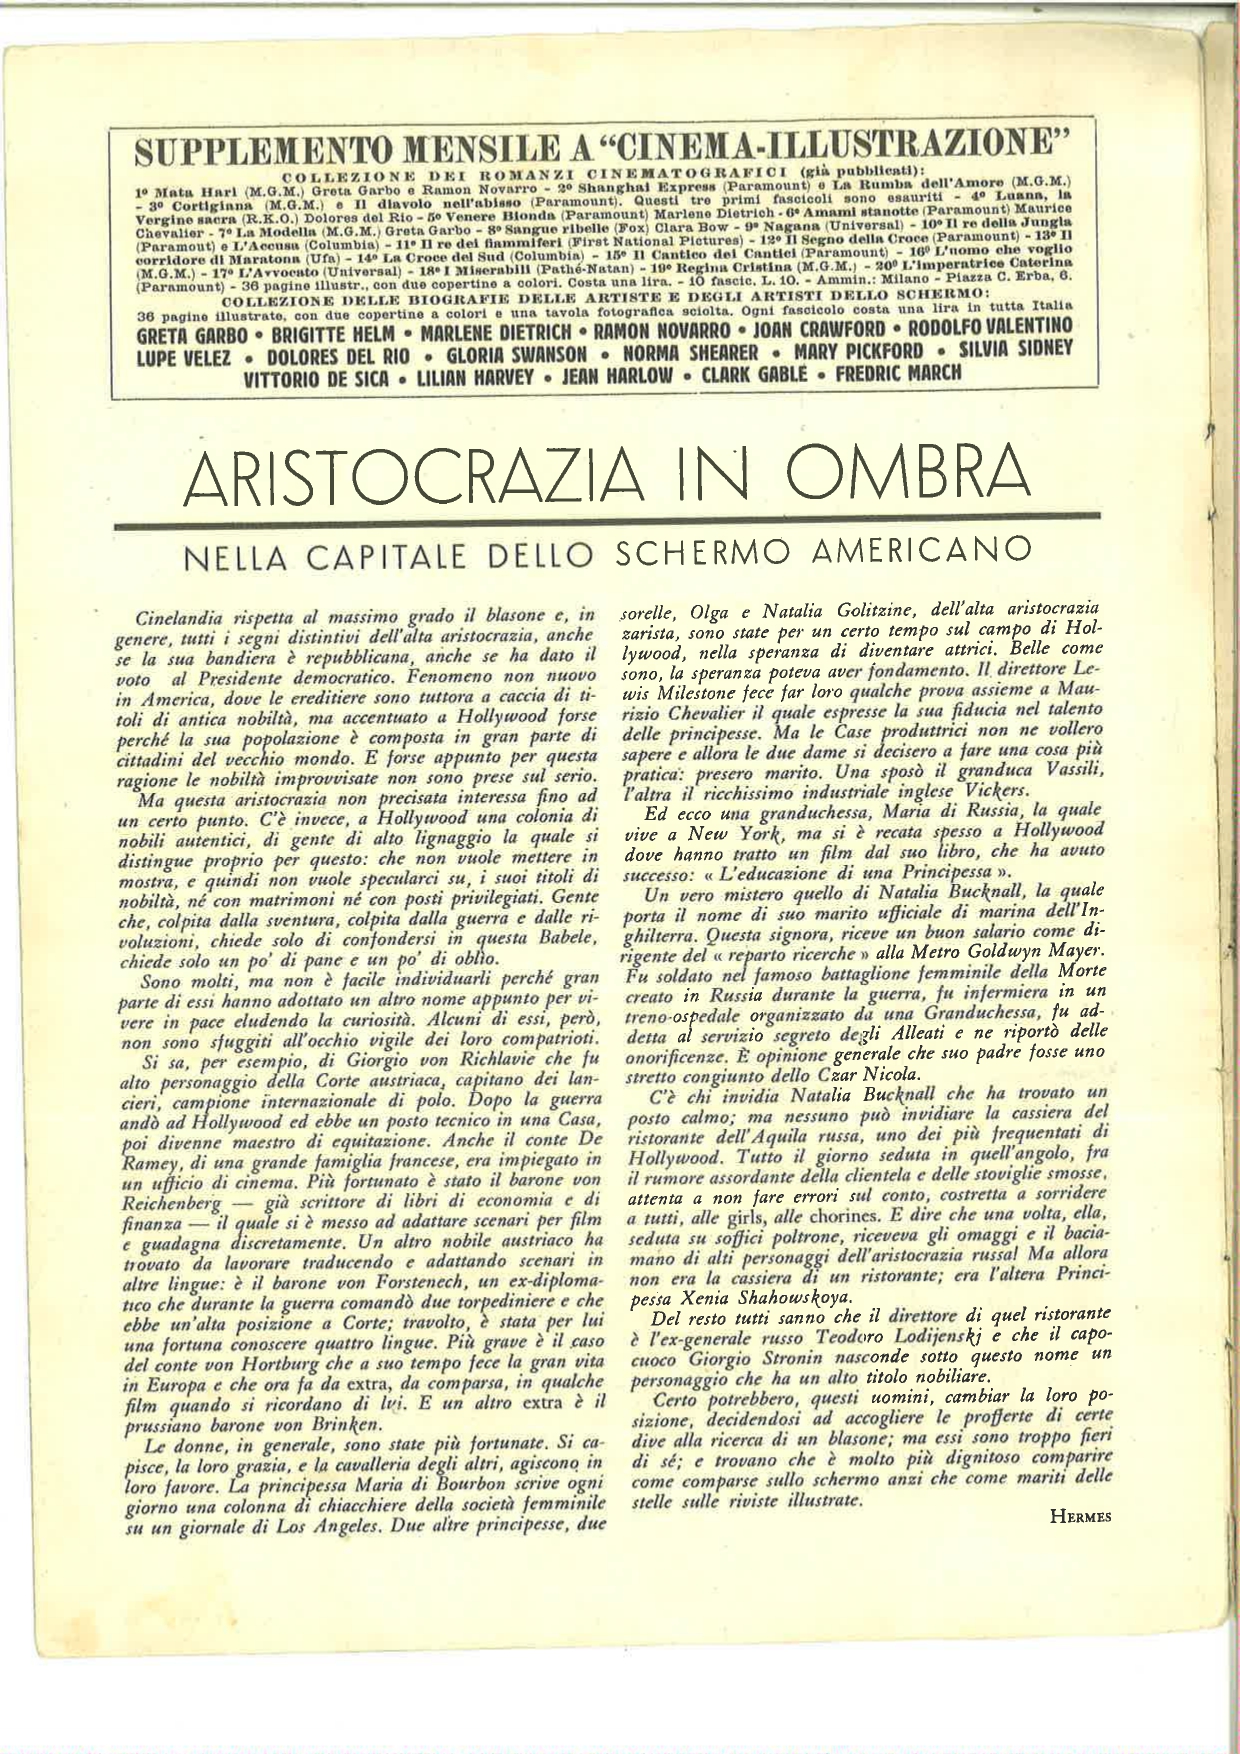 SUPPLEMENTO MENSILE A “CINEMA-ILLUSTRAZIONE”
COLLEZIONE DEI ROMANZI CINEMATOGRAFICI (già pubblicati):
1º Mata Hari (M.G.M.) Greta Garbo e Ramon Novarro - 2º Shanghai Express (Paramount) e La Rumba dell'Amore (M.G.M.)
- 3º Cortigiana (M.G.M.) e Il diavolo nell'abisso (Paramount). Questi tre primi fascicoli sono esauriti - 4º Luana, la
Vergine sacra (R.K.O.) Dolores del Rio - 5º Venere Bionda (Paramount) Marlene Dietrich - 6º Amami stanotte (Paramount) Maurice
Chevalier - 7º La Modella (M.G.M.) Greta Garbo - 8º Sangue ribelle (Fox) Clara Bow - 9º Nagana (Universal) - 10º Il re della Jungla
(Paramout) e L'Accusa (Columbia) - 11º Il re dei fiammiferi (First National Pictures) - 12º Il Segno della Croce (Paramount) - 13º Il
corridore di Maratona (Ufa) - 14º La Croce del Sud (Columbia) - 15º Il Cantico dei Cantici (Paramount) - 16º L'uomo che voglio
(M.G.M.) - 17º L'Avvocato (Universal) - 18º I Miserabili (Pathé-Natan) - 19º Regina Cristina (M.G.M.) - 20º L'Imperatrice Caterina
(Paramount) - 36 pagine illustr., con due copertine a colori. Costa una lira. - 10 fascic. L. 10. - Ammin.: Milano - Piazza C. Erba, 6.
COLLEZIONE DELLE BIOGRAFIE DELLE ARTISTE E DEGLI ARTISTI DELLO SCHERMO:
36 pagine illustrate, con due copertine a colori e una tavola fotografica sciolta. Ogni fascicolo costa una lira in tutta Italia
GRETA GARBO • BRIGITTE HELM • MARLENE DIETRICH • RAMON NOVARRO • JOAN CRAWFORD • RODOLFO VALENTINO
LUPE VELEZ • DOLORES DEL RIO • GLORIA SWANSON • NORMA SHEARER • MARY PICKFORD • SILVIA SIDNEY
VITTORIO DE SICA • LILIAN HARVEY • JEAN HARLOW • CLARK GABLE • FREDRIC MARCH
ARISTOCRAZIA IN OMBRA
NELLA CAPITALE DELLO SCHERMO AMERICANO
Cinelandia rispetta al massimo grado il blasone e, in
genere, tutti i segni distintivi dell'alta aristocrazia, anche
se la sua bandiera è repubblicana, anche se ha dato il
voto al Presidente democratico. Fenomeno non nuovo
in America, dove le ereditiere sono tuttora a caccia di ti-
toli di antica nobiltà, ma accentuato a Hollywood forse
perché la sua popolazione è composta in gran parte di
cittadini del vecchio mondo. E forse appunto per questa
ragione le nobiltà improvvisate non sono prese sul serio.
Ma questa aristocrazia non precisata interessa fino ad
un certo punto. C'è invece, a Hollywood una colonia di
nobili autentici, di gente di alto lignaggio la quale si
distingue proprio per questo: che non vuole mettere in
mostra, e quindi non vuole specularci su, i suoi titoli di
nobiltà, né con matrimoni né con posti privilegiati. Gente
che, colpita dalla sventura, colpita dalla guerra e dalle ri-
voluzioni, chiede solo di confondersi in questa Babele,
chiede solo un po' di pane e un po' di oblìo.
Sono molti, ma non è facile individuarli perché gran
parte di essi hanno adottato un altro nome appunto per vi-
vere in pace eludendo la curiosità. Alcuni di essi, però,
non sono sfuggiti all'occhio vigile dei loro compatrioti.
Si sa, per esempio, di Giorgio von Richlavie che fu
alto personaggio della Corte austriaca, capitano dei lan-
cieri, campione internazionale di polo. Dopo la guerra
andò ad Hollywood ed ebbe un posto tecnico in una Casa,
poi divenne maestro di equitazione. Anche il conte De
Ramey, di una grande famiglia francese, era impiegato in
un ufficio di cinema. Più fortunato è stato il barone von
Reichenberg — già scrittore di libri di economia e di
finanza — il quale si è messo ad adattare scenari per film
e guadagna discretamente. Un altro nobile austriaco ha
trovato da lavorare traducendo e adattando scenari in
altre lingue: è il barone von Forstenech, un ex-diploma-
tico che durante la guerra comandò due torpediniere e che
ebbe un'alta posizione a Corte; travolto, è stata per lui
una fortuna conoscere quattro lingue. Più grave è il caso
del conte von Hortburg che a suo tempo fece la gran vita
in Europa e che ora fa da extra, da comparsa, in qualche
film quando si ricordano di lui. E un altro extra è il
prussiano barone von Brinken.
Le donne, in generale, sono state più fortunate. Si ca-
pisce, la loro grazia, e la cavalleria degli altri, agiscono in
loro favore. La principessa Maria di Bourbon scrive ogni
giorno una colonna di chiacchiere della società femminile
su un giornale di Los Angeles. Due altre principesse, due
sorelle, Olga e Natalia Golitzine, dell'alta aristocrazia
zarista, sono state per un certo tempo sul campo di Hol-
lywood, nella speranza di diventare attrici. Belle come
sono, la speranza poteva aver fondamento. Il direttore Le-
wis Milestone fece far loro qualche prova assieme a Mau-
rizio Chevalier il quale espresse la sua fiducia nel talento
delle principesse. Ma le Case produttrici non ne vollero
sapere e allora le due dame si decisero a fare una cosa più
pratica: presero marito. Una sposò il granduca Vassili,
l'altra il ricchissimo industriale inglese Vickers.
Ed ecco una granduchessa, Maria di Russia, la quale
vive a New York, ma si è recata spesso a Hollywood
dove hanno tratto un film dal suo libro, che ha avuto
successo: « L'educazione di una Principessa ».
Un vero mistero quello di Natalia Bucknall, la quale
porta il nome di suo marito ufficiale di marina dell'In-
ghilterra. Questa signora, riceve un buon salario come di-
rigente del « reparto ricerche » alla Metro Goldwyn Mayer.
Fu soldato nel famoso battaglione femminile della Morte
creato in Russia durante la guerra, fu infermiera in un
treno-ospedale organizzato da una Granduchessa, fu ad-
detta al servizio segreto degli Alleati e ne riportò delle
onorificenze. È opinione generale che suo padre fosse uno
stretto congiunto dello Czar Nicola.
C'è chi invidia Natalia Bucknall che ha trovato un
posto calmo; ma nessuno può invidiare la cassiera del
ristorante dell'Aquila russa, uno dei più frequentati di
Hollywood. Tutto il giorno seduta in quell'angolo, fra
il rumore assordante della clientela e delle stoviglie smosse,
attenta a non fare errori sul conto, costretta a sorridere
a tutti, alle girls, alle chorines. E dire che una volta, ella,
seduta su soffici poltrone, riceveva gli omaggi e il bacia-
mano di alti personaggi dell'aristocrazia russa! Ma allora
non era la cassiera di un ristorante; era l'altera Princi-
pessa Xenia Shahowskoya.
Del resto tutti sanno che il direttore di quel ristorante
è l'ex-generale russo Teodoro Lodijenskj e che il capo-
cuoco Giorgio Stronin nasconde sotto questo nome un
personaggio che ha un alto titolo nobiliare.
Certo potrebbero, questi uomini, cambiar la loro po-
sizione, decidendosi ad accogliere le profferte di certe
dive alla ricerca di un blasone; ma essi sono troppo fieri
di sé; e trovano che è molto più dignitoso comparire
come comparse sullo schermo anzi che come mariti delle
stelle sulle riviste illustrate.
HERMES